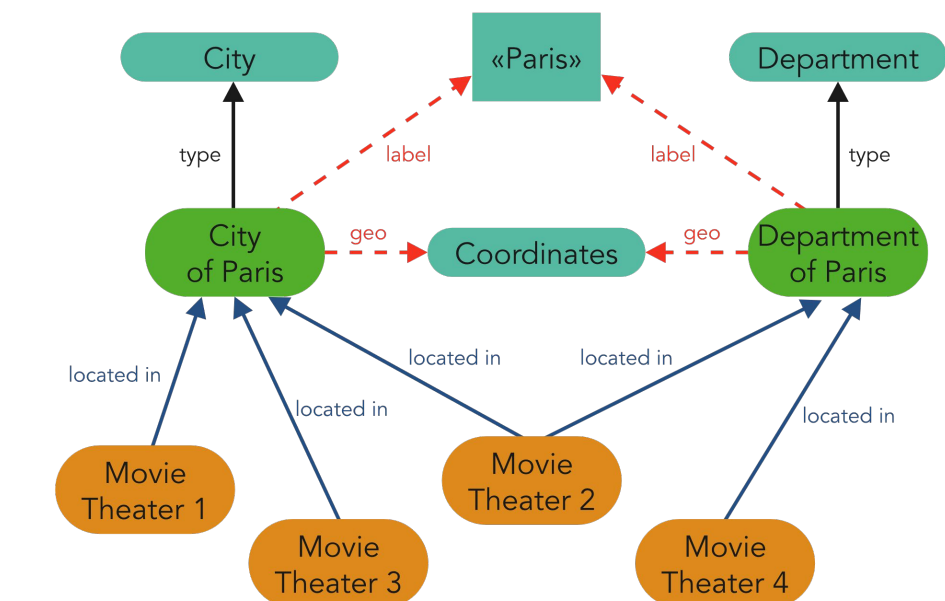 City
«Paris»
Department
type
label
label
type
City
of Paris
geo
Coordinates
geo
Department
of Paris
located in
located in
located in
located in
located in
Movie
Theater 1
Movie
Theater 2
Movie
Theater 3
Movie
Theater 4